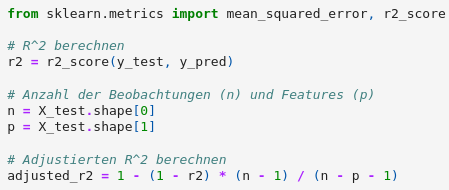 from sklearn.metrics import mean_squared_error, r2_score
# R^2 berechnen
r2 = r2_score(y_test, y_pred)
# Anzahl der Beobachtungen (n) und Features (p)
n = X_test.shape[0]
p = X_test.shape[1]
# Adjustierten R^2 berechnen
adjusted_r2 = 1 - (1 - r2) * (n - 1) / (n - p - 1)